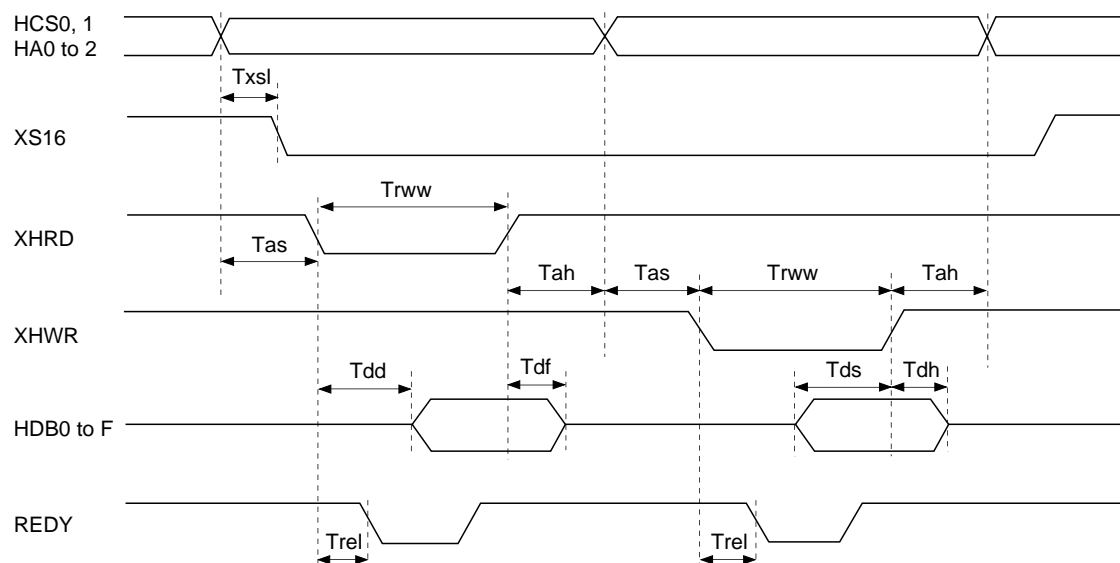 HCS0, 1
HA0 to 2
Txsl
XS16
Trww
XHRD
Tas
Tah
Tas
Trww
Tah
XHWR
Tdd
Tdf
Tds
Tdh
HDB0 to F
REDY
Trel
Trel